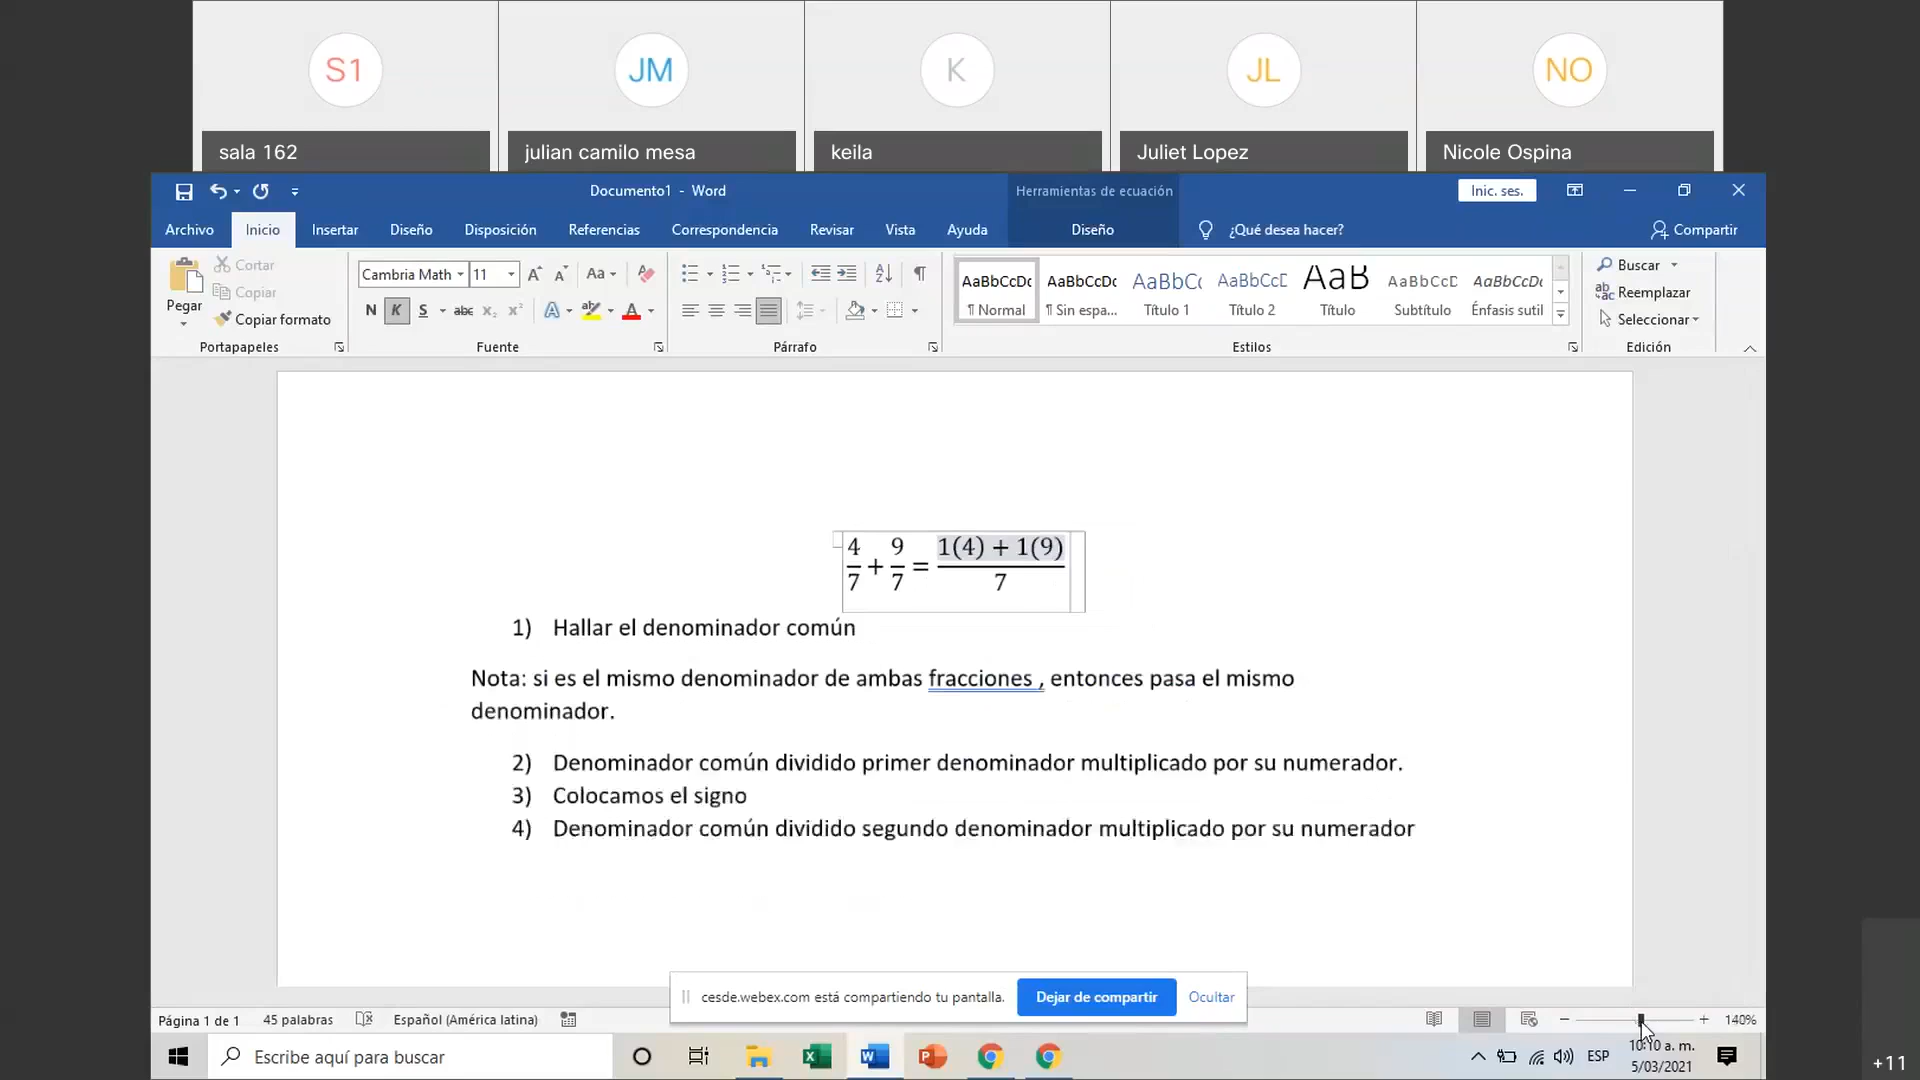 S1 JM K JL NO
sala 162 julian camilo mesa keila Juliet Lopez Nicole Ospina
Documento1 - Word Herramientas de ecuación Inic. ses.
Archivo Inicio Insertar Diseño Disposición Referencias Correspondencia Revisar Vista Ayuda Diseño ¿Qué desea hacer? Compartir
Pegar
Cortar
Copiar
Copiar formato
Portapapeles
Cambria Math 11 Aa
N K S abc x₂ x² A A
Fuente
Párrafo
AaBbCcDc AaBbCcDc AaBbCc AaBbCcD AaB AaBbCcD AaBbCcDc
¶ Normal ¶ Sin espa... Título 1 Título 2 Título Subtítulo Énfasis sutil
Estilos
Buscar
Reemplazar
Seleccionar
Edición
4/7 + 9/7 = 1(4) + 1(9)/7
1) Hallar el denominador común
Nota: si es el mismo denominador de ambas fracciones , entonces pasa el mismo
denominador.
2) Denominador común dividido primer denominador multiplicado por su numerador.
3) Colocamos el signo
4) Denominador común dividido segundo denominador multiplicado por su numerador
cesde.webex.com está compartiendo tu pantalla. Dejar de compartir Ocultar
Página 1 de 1 45 palabras Español (América latina) 140%
Escribe aquí para buscar
ESP
10:10 a. m.
5/03/2021
+11